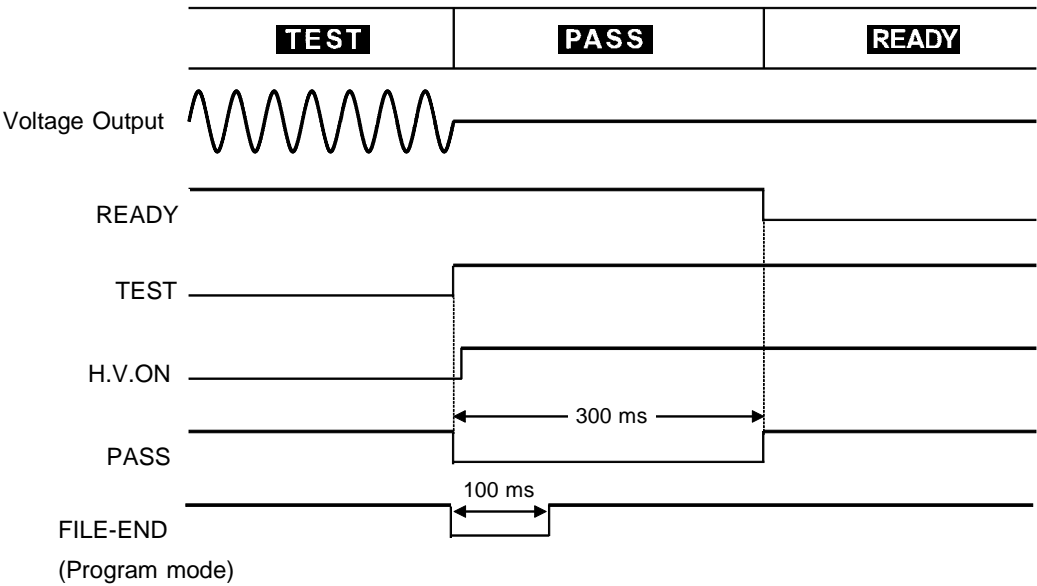 TEST PASS READY
Voltage Output
READY
TEST
H.V.ON
300 ms
PASS
100 ms
FILE-END
(Program mode)